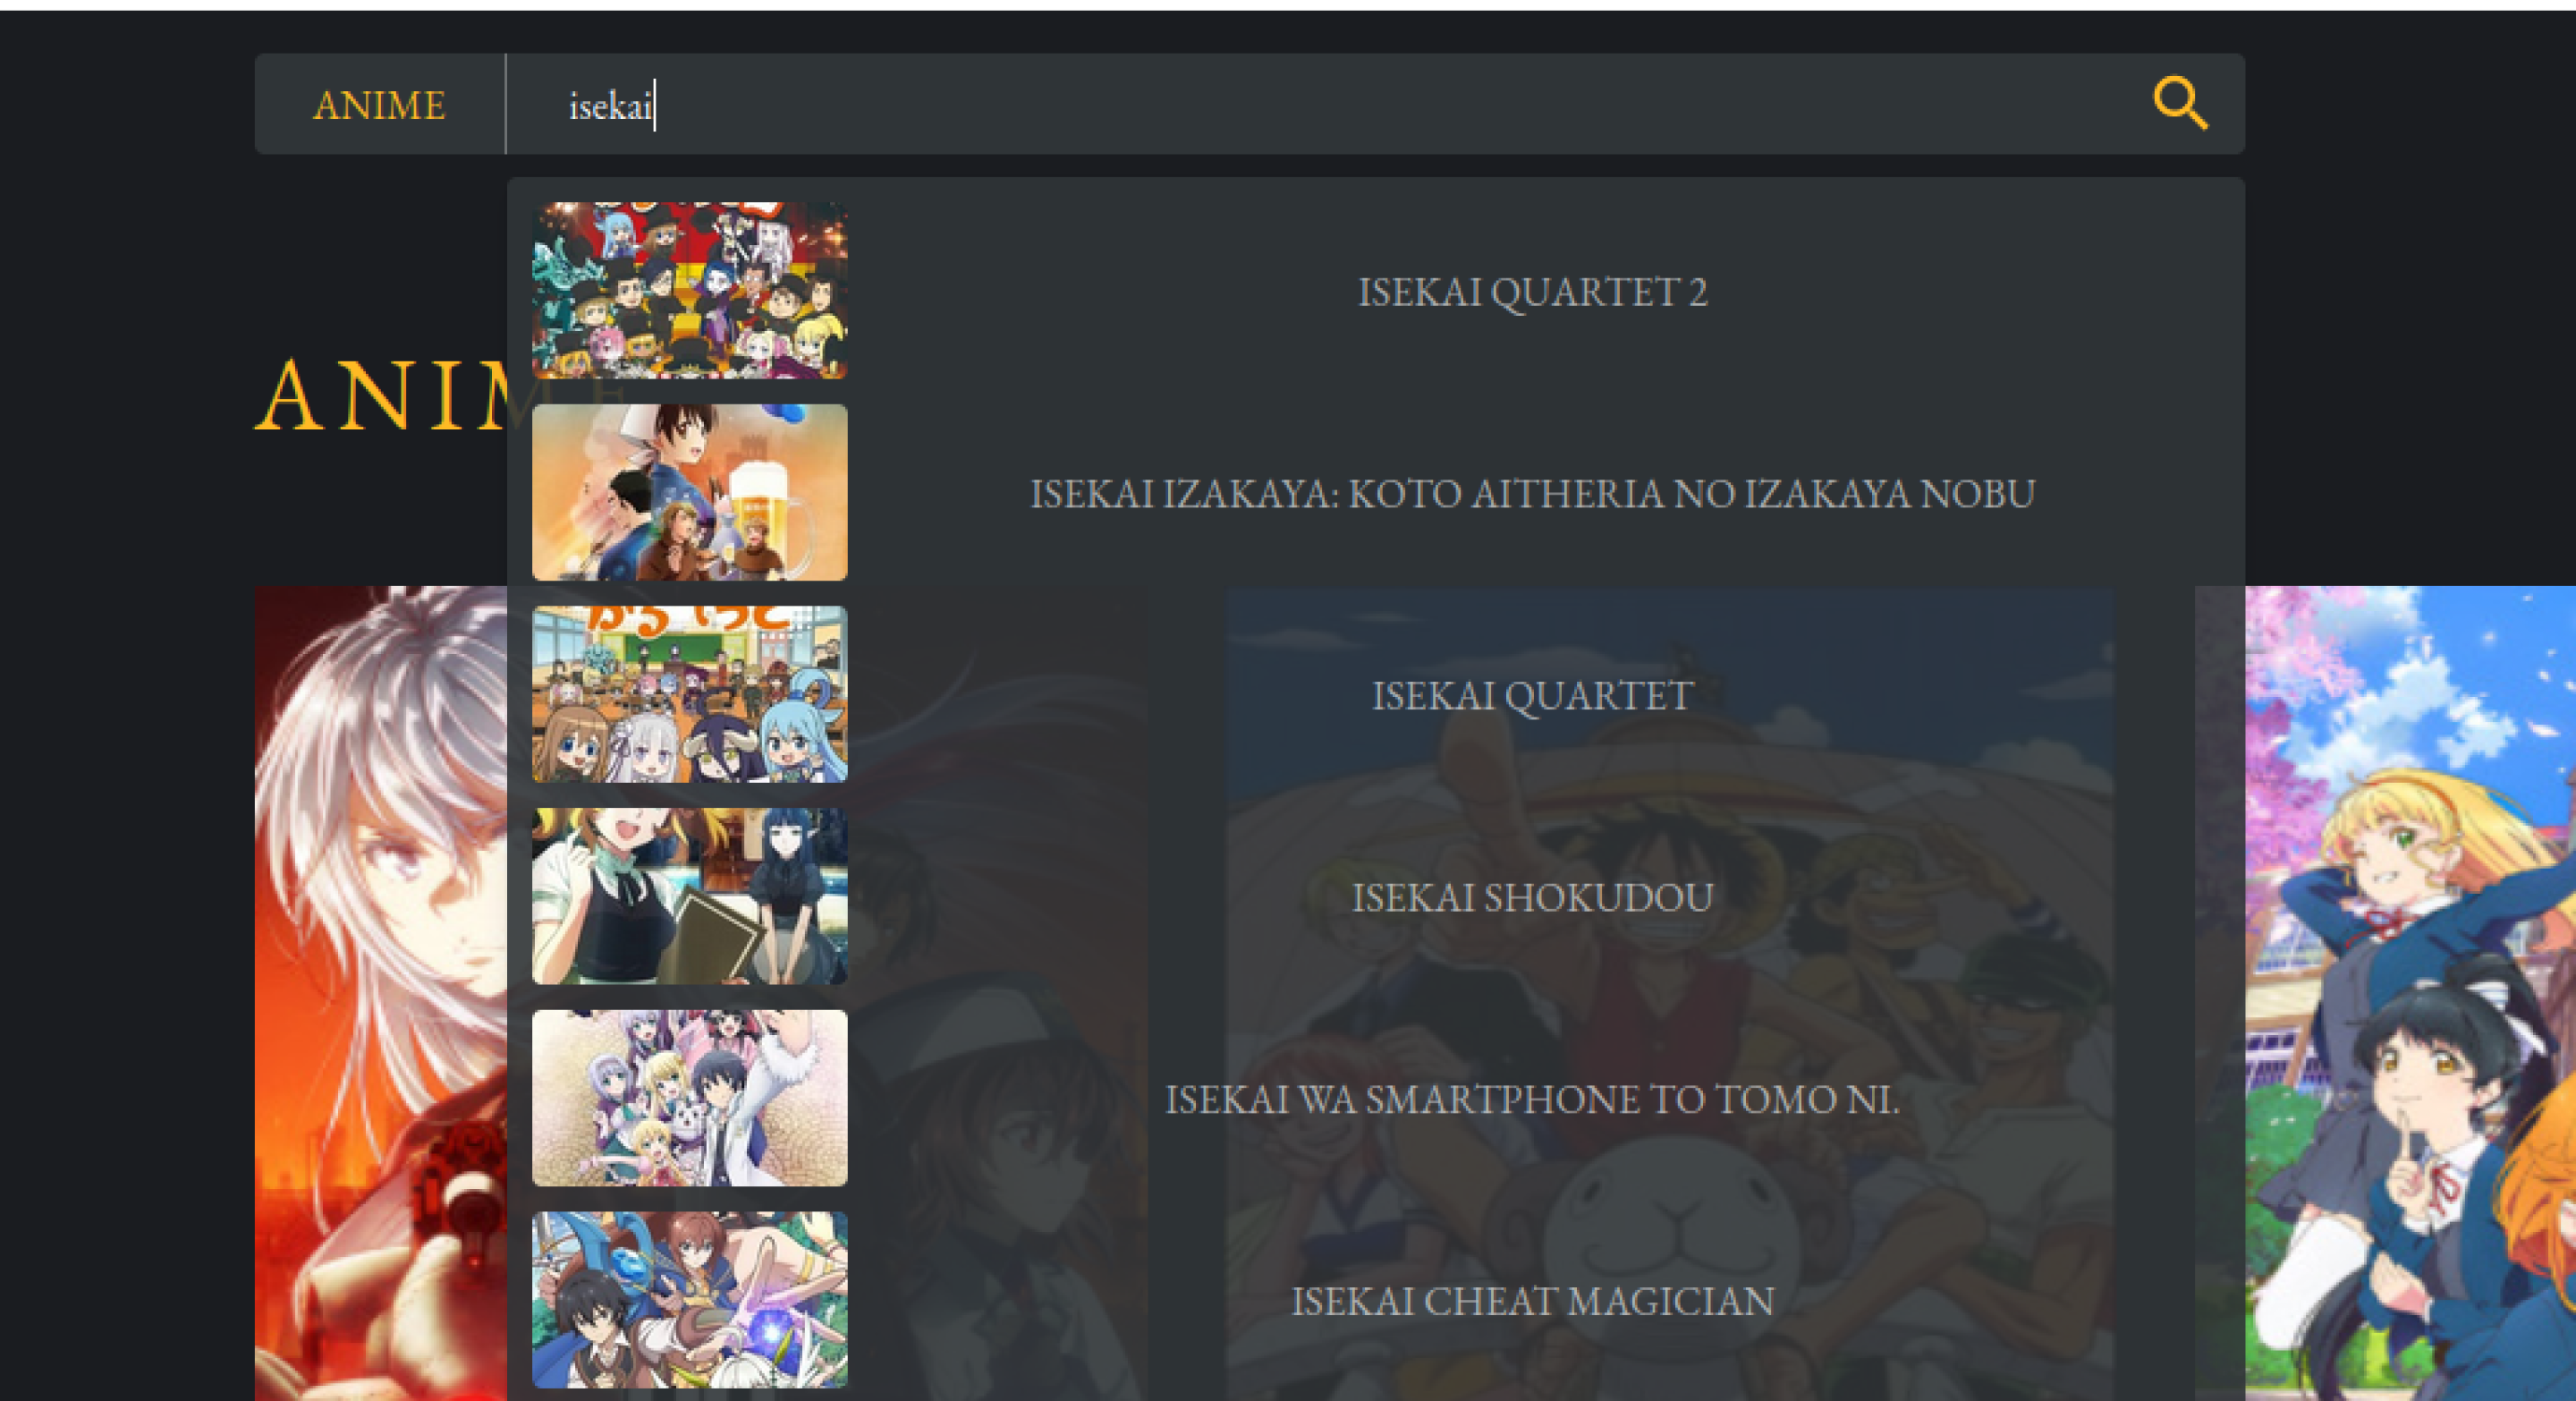 ANIME
isekai
ISEKAI QUARTET 2
ANIM
ISEKAI IZAKAYA: KOTO AITHERIA NO IZAKAYA NOBU
ISEKAI QUARTET
ISEKAI SHOKUDOU
ISEKAI WA SMARTPHONE TO TOMO NI.
ISEKAI CHEAT MAGICIAN